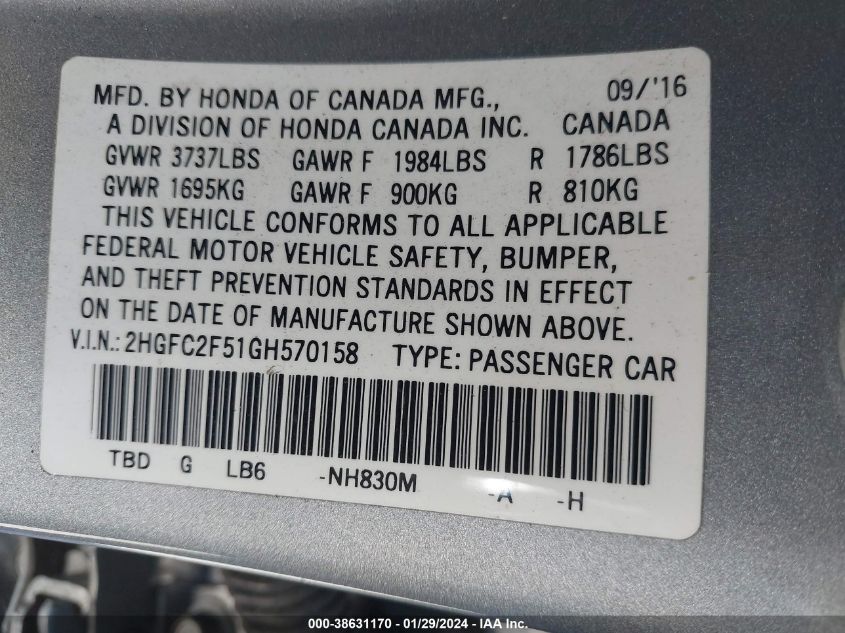 MFD. BY HONDA OF CANADA MFG., 09/'16
A DIVISION OF HONDA CANADA INC. CANADA
GVWR 3737LBS GAWR F 1984LBS R 1786LBS
GVWR 1695KG GAWR F 900KG R 810KG
THIS VEHICLE CONFORMS TO ALL APPLICABLE
FEDERAL MOTOR VEHICLE SAFETY, BUMPER,
AND THEFT PREVENTION STANDARDS IN EFFECT
ON THE DATE OF MANUFACTURE SHOWN ABOVE.
V.I.N.: 2HGFC2F51GH570158 TYPE: PASSENGER CAR
TBD G LB6 -NH830M -A -H
000-38631170 - 01/29/2024 - IAA Inc.